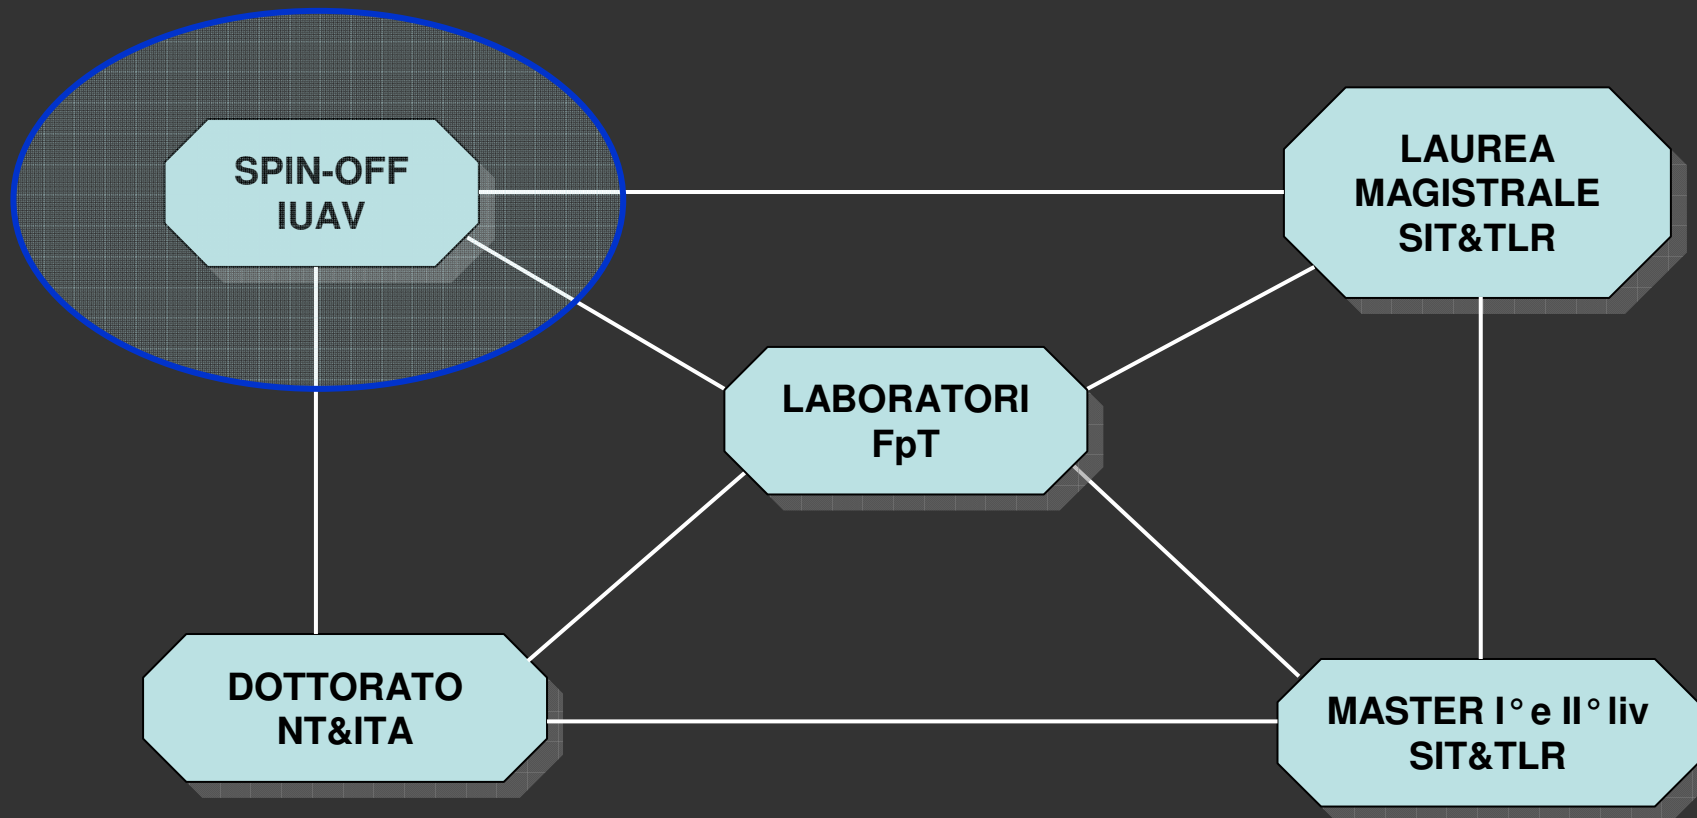 SPIN-OFF
IUAV
LAUREA
MAGISTRALE
SIT&TLR
LABORATORI
FpT
DOTTORATO
NT&ITA
MASTER I° e II° liv
SIT&TLR